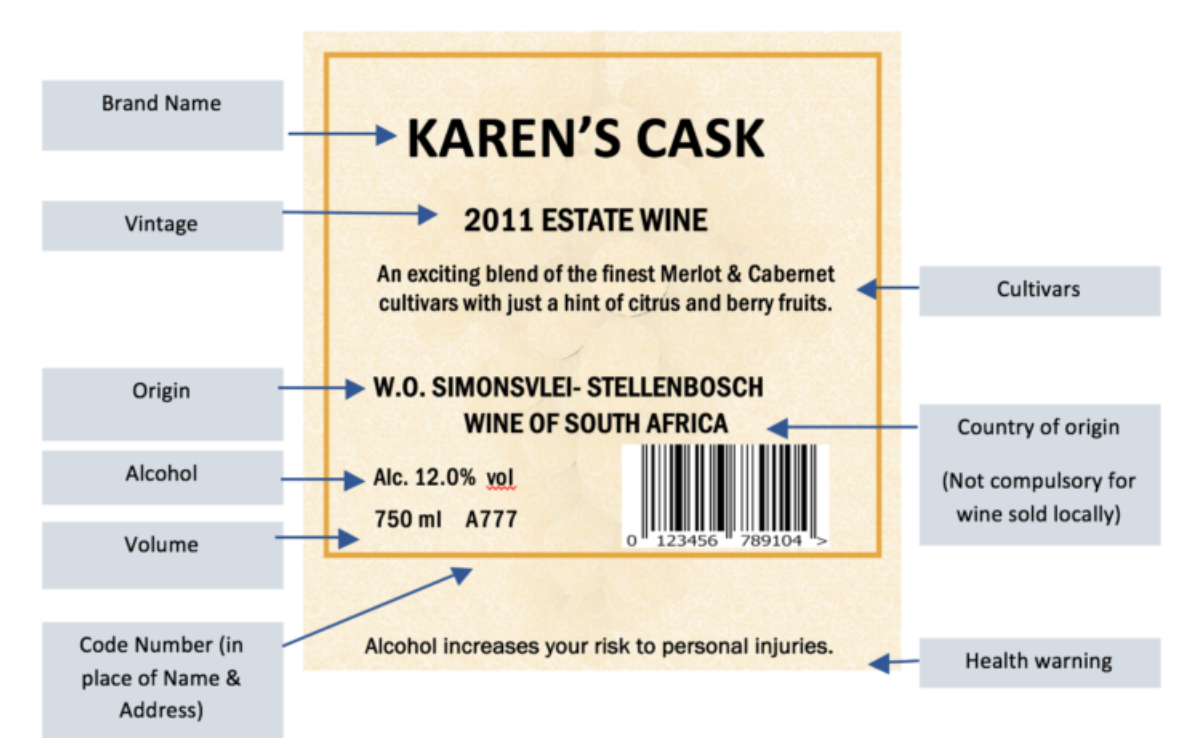 Brand Name
KAREN'S CASK
Vintage
2011 ESTATE WINE
An exciting blend of the finest Merlot & Cabernet
cultivars with just a hint of citrus and berry fruits.
Cultivars
Origin
W.O. SIMONSVLEI- STELLENBOSCH
WINE OF SOUTH AFRICA
Country of origin
(Not compulsory for
wine sold locally)
Alcohol
Alc. 12.0% vol
Volume
750 ml A777
0 123456 789104 >
Code Number (in
place of Name &
Address)
Alcohol increases your risk to personal injuries.
Health warning